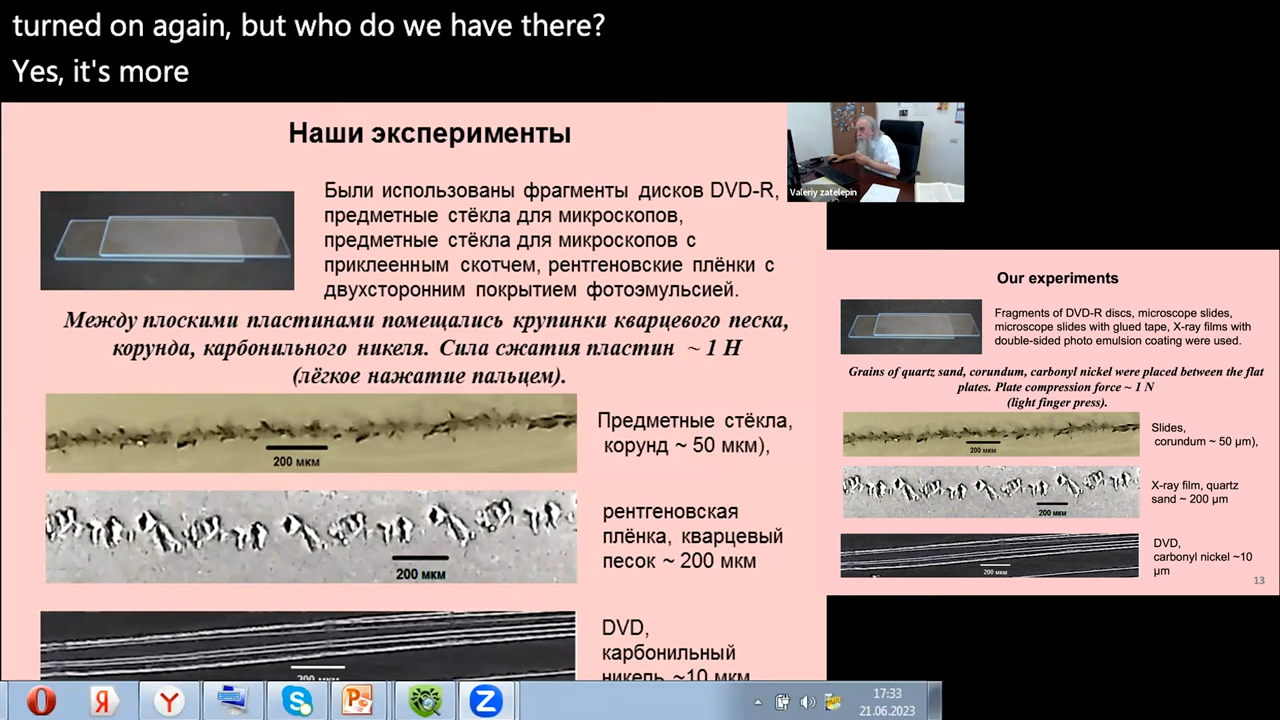 turned on again, but who do we have there?
Yes, it's more
Наши эксперименты
Были использованы фрагменты дисков DVD-R,
предметные стёкла для микроскопов,
предметные стёкла для микроскопов с
приклеенным скотчем, рентгеновские плёнки с
двухсторонним покрытием фотоэмульсией.
Между плоскими пластинами помещались крупинки кварцевого песка,
корунда, карбонильного никеля. Сила сжатия пластин ~ 1 Н
(лёгкое нажатие пальцем).
200 мкм
Предметные стёкла,
корунд ~ 50 мкм),
200 мкм
рентгеновская
плёнка, кварцевый
песок ~ 200 мкм
DVD,
карбонильный
никель ~10 мкм
Valeriy zatelepin
Our experiments
Fragments of DVD-R discs, microscope slides,
microscope slides with glued tape, X-ray films with
double-sided photo emulsion coating were used.
Grains of quartz sand, corundum, carbonyl nickel were placed between the flat
plates. Plate compression force ~ 1 N
(light finger press).
200 мкм
Slides,
corundum ~ 50 µm),
200 мкм
X-ray film, quartz
sand ~ 200 µm
200 мкм
DVD,
carbonyl nickel ~10
µm
13
17:33
21.06.2023